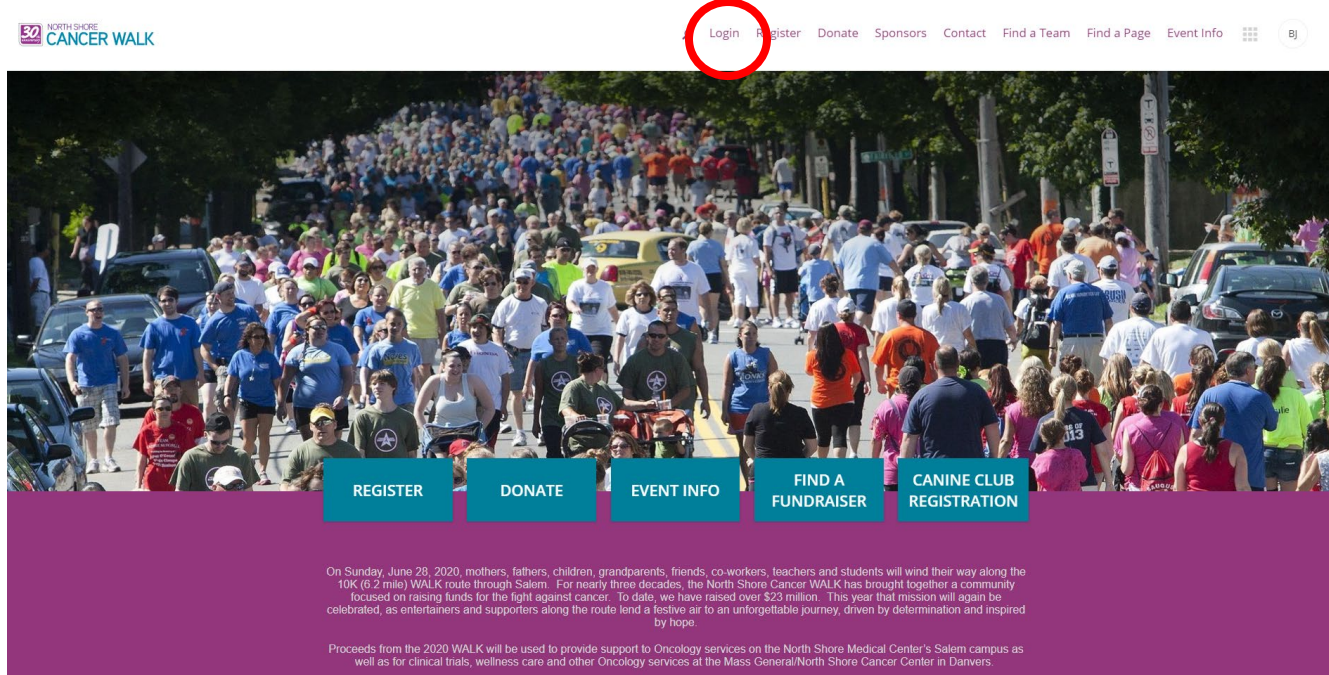 30
NORTH SHORE
CANCER WALK
Login Register Donate Sponsors Contact Find a Team Find a Page Event Info BJ
REGISTER
DONATE
EVENT INFO
FIND A
FUNDRAISER
CANINE CLUB
REGISTRATION
On Sunday, June 28, 2020, mothers, fathers, children, grandparents, friends, co-workers, teachers and students will wind their way along the
10K (6.2 mile) WALK route through Salem. For nearly three decades, the North Shore Cancer WALK has brought together a community
focused on raising funds for the fight against cancer. To date, we have raised over $23 million. This year that mission will again be
celebrated, as entertainers and supporters along the route lend a festive air to an unforgettable journey, driven by determination and inspired
by hope.
Proceeds from the 2020 WALK will be used to provide support to Oncology services on the North Shore Medical Center's Salem campus as
well as for clinical trials, wellness care and other Oncology services at the Mass General/North Shore Cancer Center in Danvers.